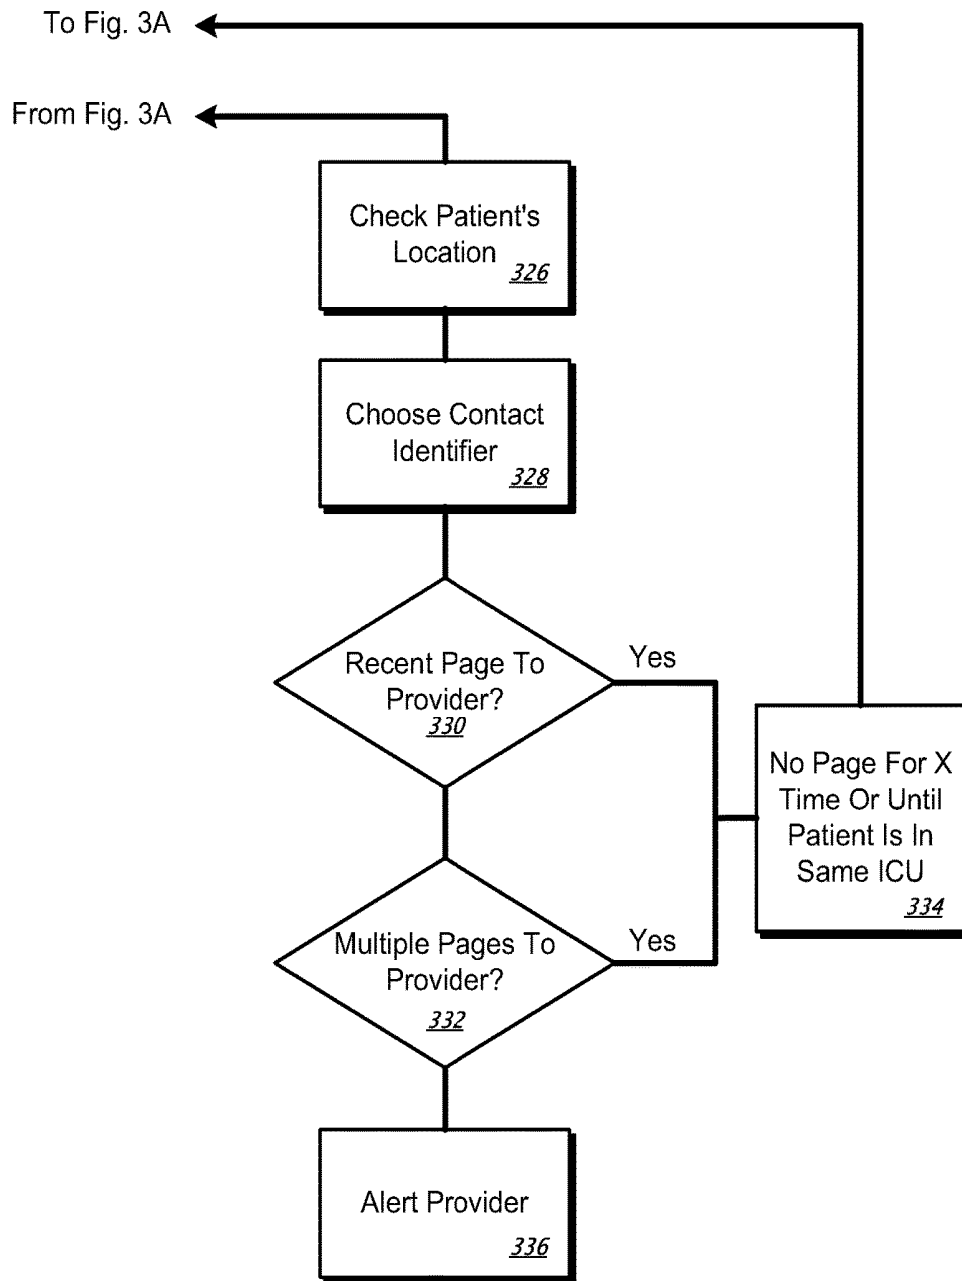 To Fig. 3A
From Fig. 3A
Check Patient's
Location
326
Choose Contact
Identifier
328
Recent Page To
Provider?
330
Yes
No Page For X
Time Or Until
Patient Is In
Same ICU
334
Multiple Pages To
Provider?
332
Yes
Alert Provider
336